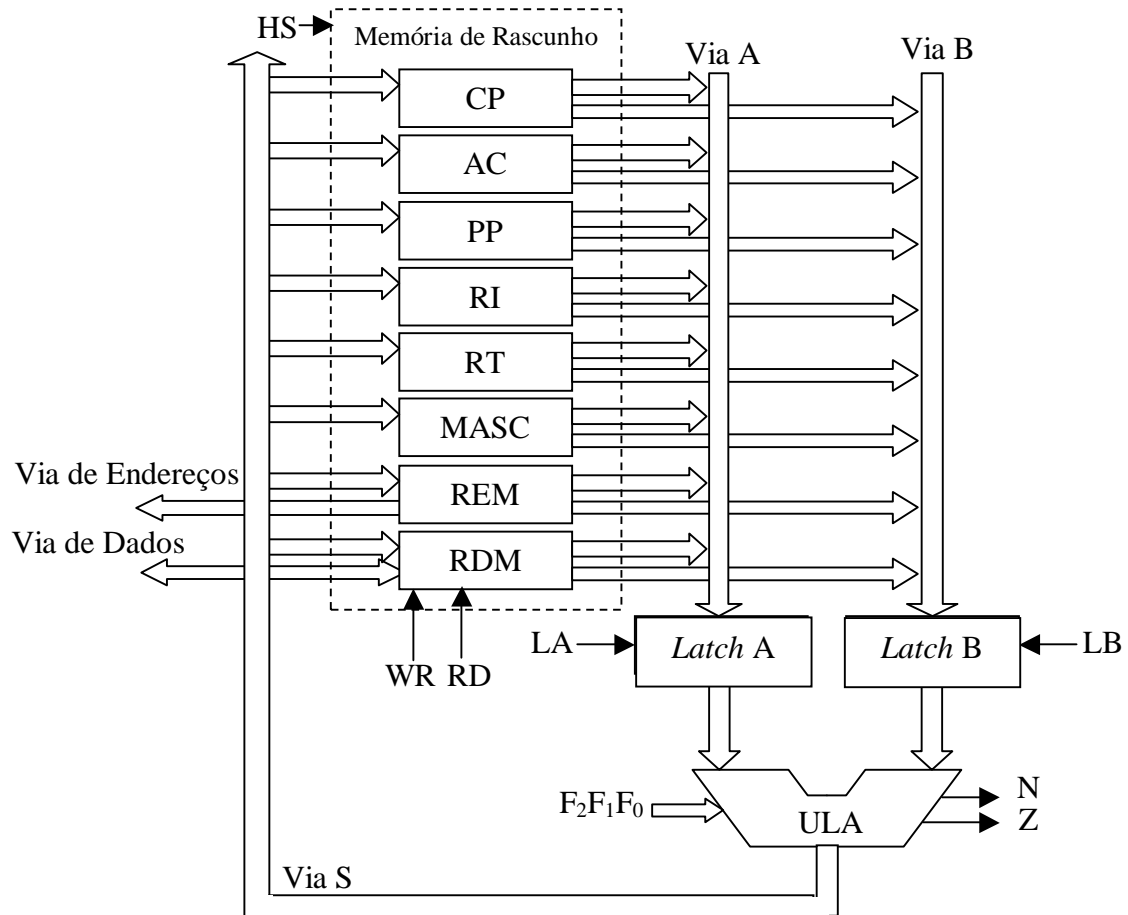 HS
Memória de Rascunho
Via A
Via B
CP
AC
PP
RI
RT
MASC
Via de Endereços
REM
Via de Dados
RDM
WR RD
LA
Latch A
Latch B
LB
F₂F₁F₀
ULA
N
Z
Via S